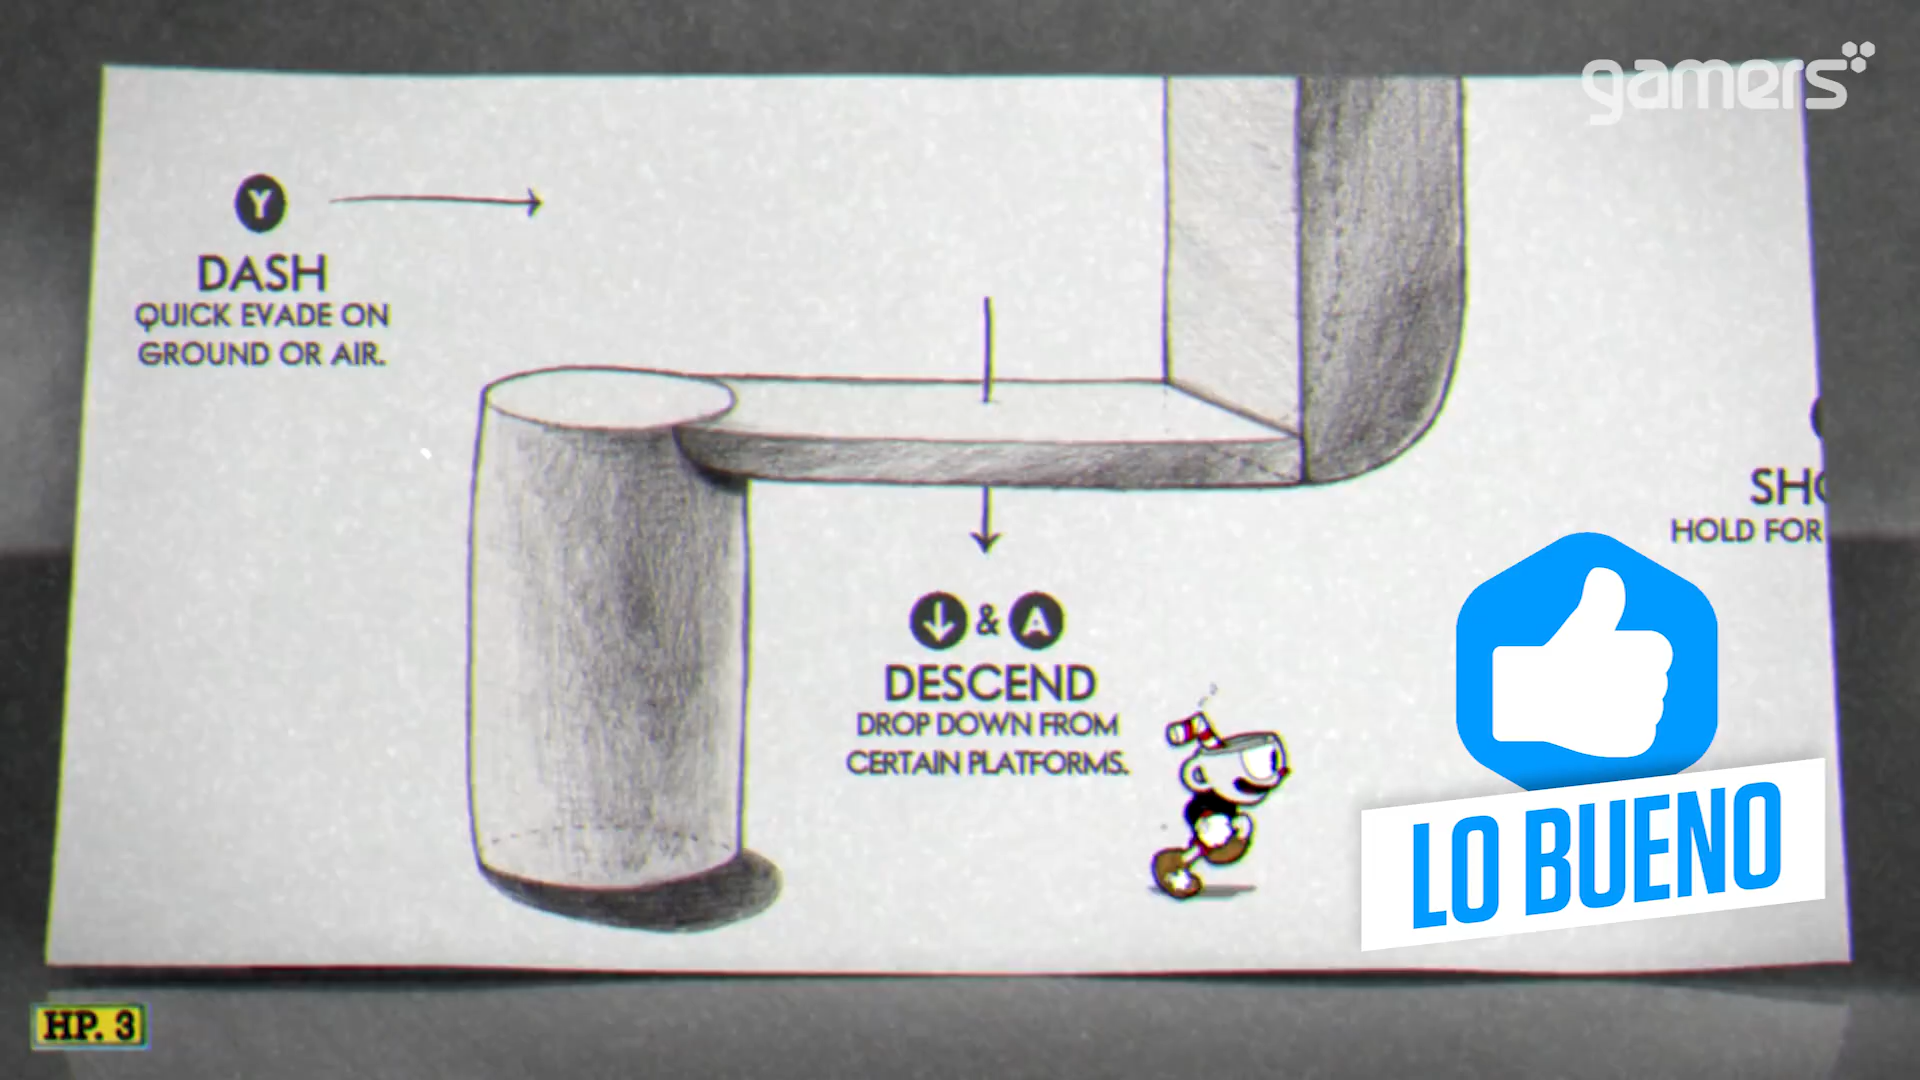 gamers
Y
DASH
QUICK EVADE ON
GROUND OR AIR.
& A
DESCEND
DROP DOWN FROM
CERTAIN PLATFORMS.
HOLD FOR
LO BUENO
HP. 3